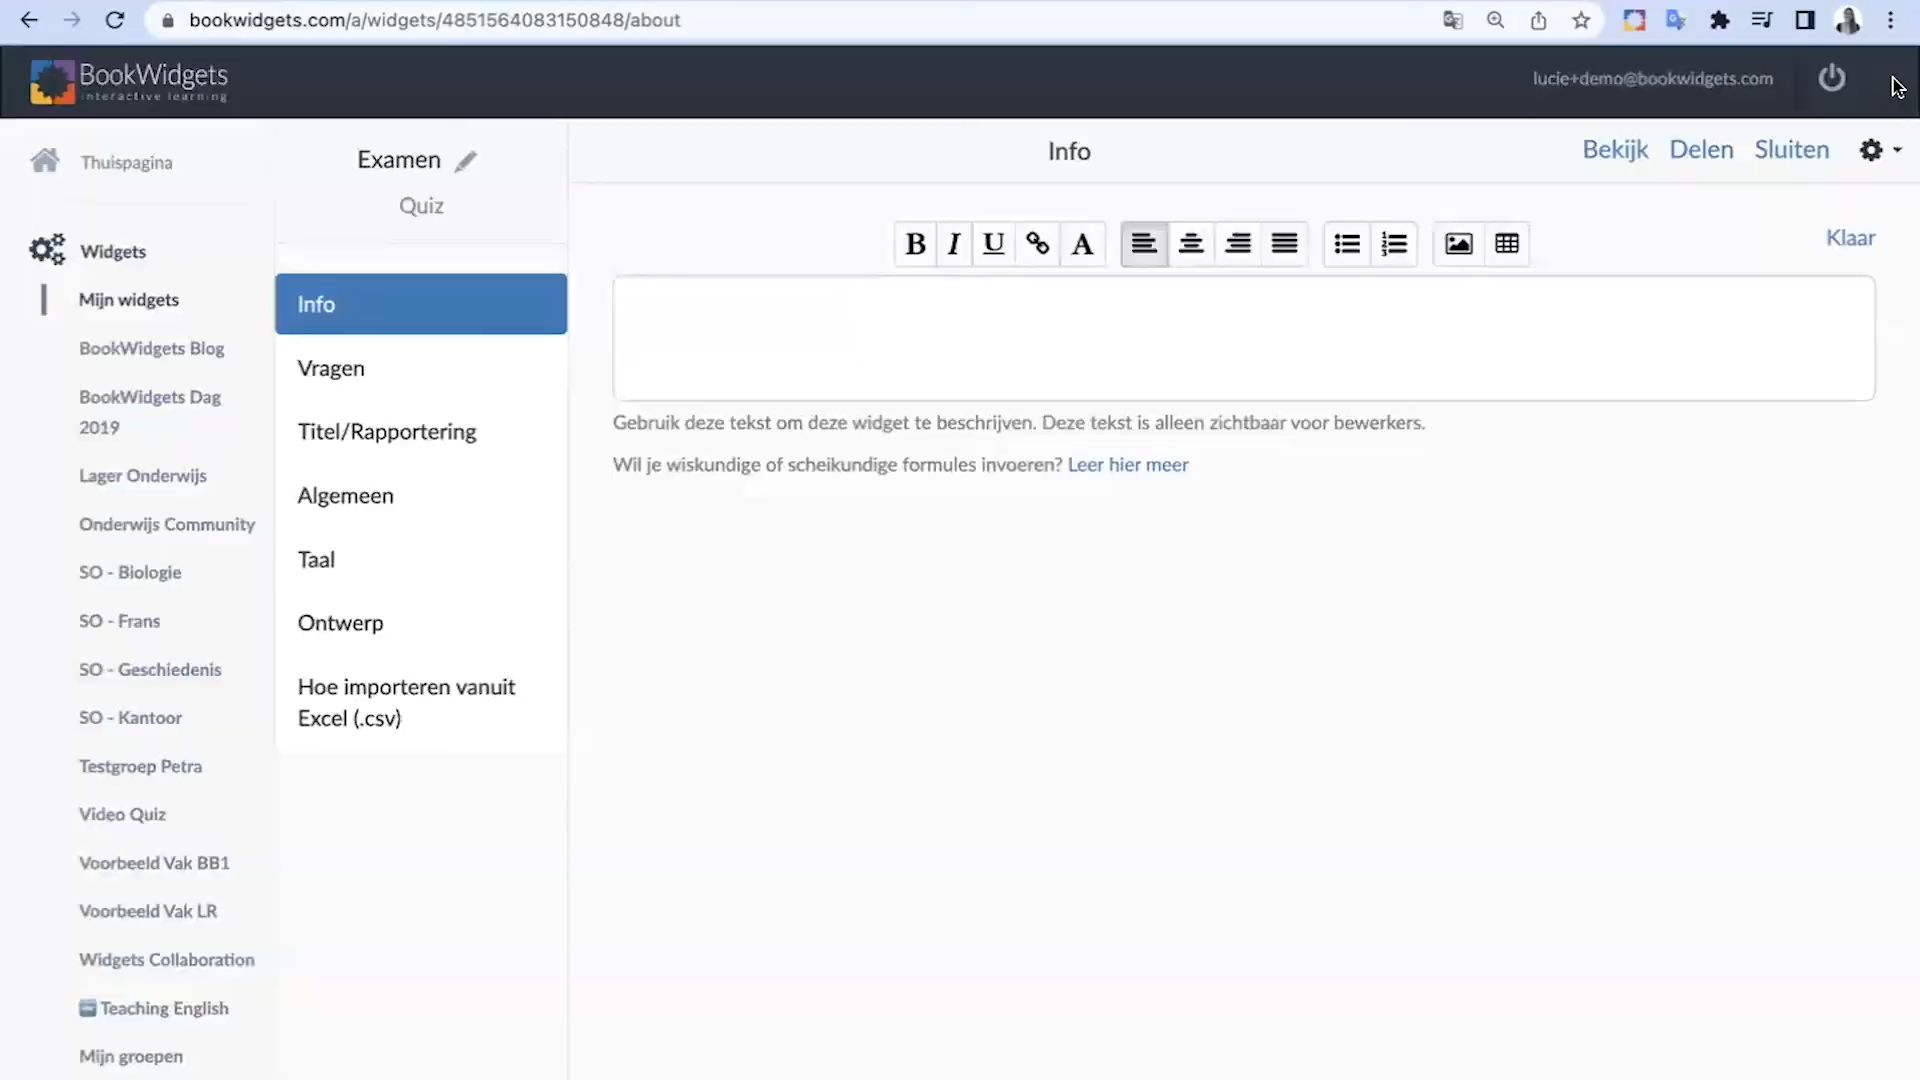 bookwidgets.com/a/widgets/4851564083150848/about
BookWidgets
interactive learning
lucie+demo@bookwidgets.com
Thuispagina
Widgets
Mijn widgets
BookWidgets Blog
BookWidgets Dag
2019
Lager Onderwijs
Onderwijs Community
SO - Biologie
SO - Frans
SO - Geschiedenis
SO - Kantoor
Testgroep Petra
Video Quiz
Voorbeeld Vak BB1
Voorbeeld Vak LR
Widgets Collaboration
Teaching English
Mijn groepen
Examen
Quiz
Info
Vragen
Titel/Rapportering
Algemeen
Taal
Ontwerp
Hoe importeren vanuit
Excel (.csv)
Info
Bekijk Delen Sluiten
B I U A
Klaar
Gebruik deze tekst om deze widget te beschrijven. Deze tekst is alleen zichtbaar voor bewerkers.
Wil je wiskundige of scheikundige formules invoeren? Leer hier meer